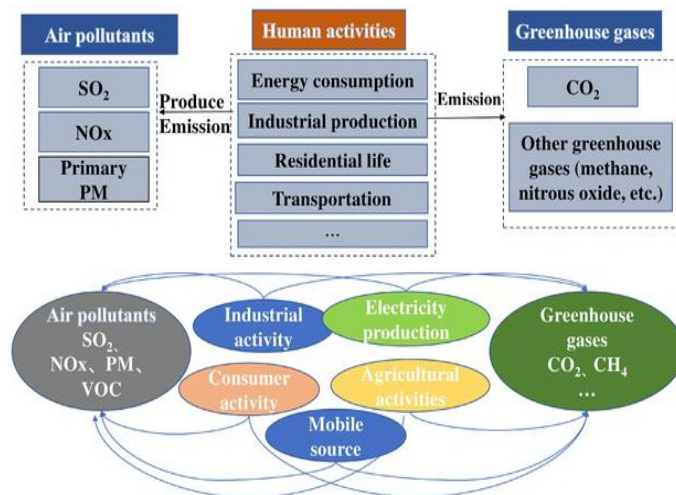 Air pollutants
Human activities
Greenhouse gases
SO₂
NOx
Primary
PM
Produce
Emission
Energy consumption
Industrial production
Residential life
Transportation
...
Emission
CO₂
Other greenhouse
gases (methane,
nitrous oxide, etc.)
Air pollutants
SO₂、
NOx、PM、
VOC
Industrial
activity
Electricity
production
Consumer
activity
Agricultural
activities
Mobile
source
Greenhouse
gases
CO₂、CH₄
...